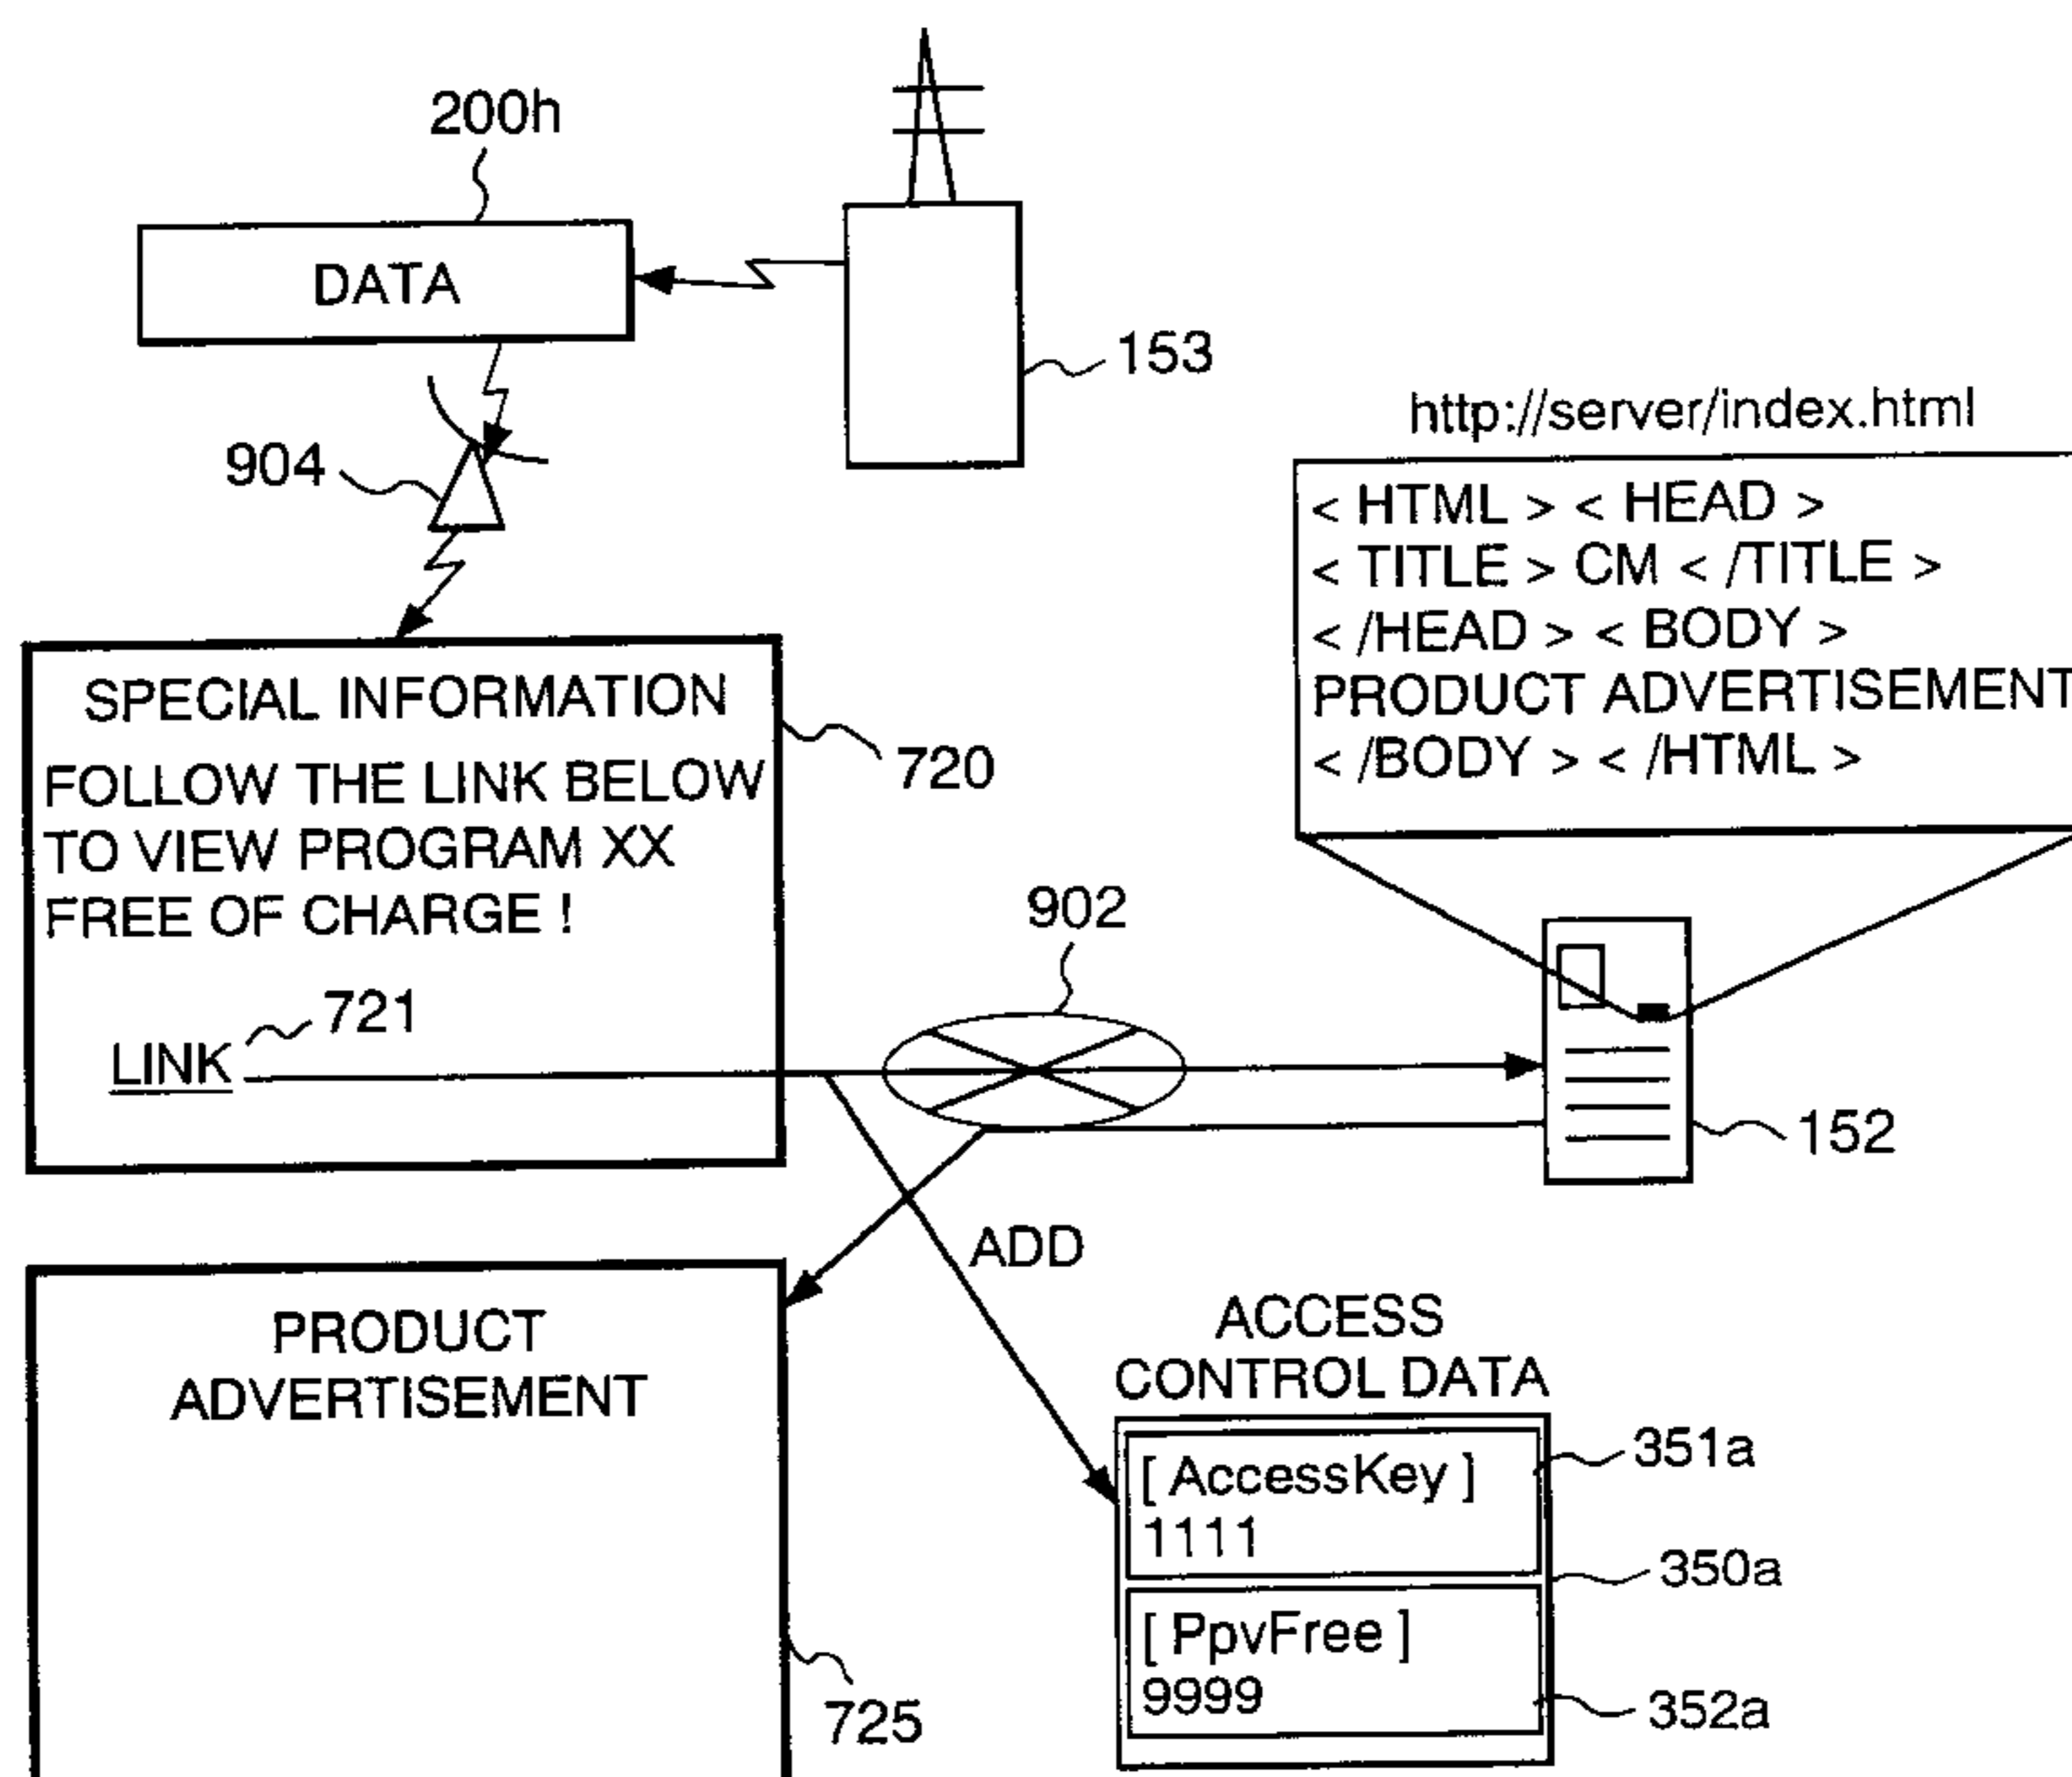 200h
DATA
153
904
http://server/index.html
< HTML > < HEAD >
< TITLE > CM < /TITLE >
< /HEAD > < BODY >
PRODUCT ADVERTISEMENT
< /BODY > < /HTML >
SPECIAL INFORMATION
FOLLOW THE LINK BELOW
TO VIEW PROGRAM XX
FREE OF CHARGE !
720
902
721
LINK
152
ADD
PRODUCT
ADVERTISEMENT
725
ACCESS
CONTROL DATA
[ AccessKey ]
1111
351a
350a
[ PpvFree ]
9999
352a